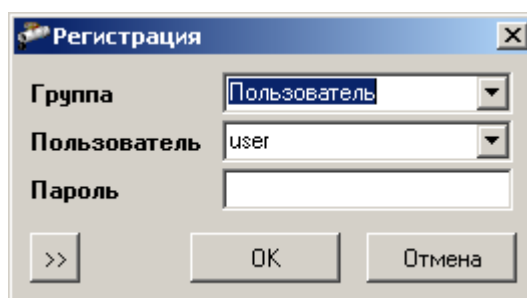 Регистрация
Группа Пользователь
Пользователь user
Пароль
>> OK Отмена